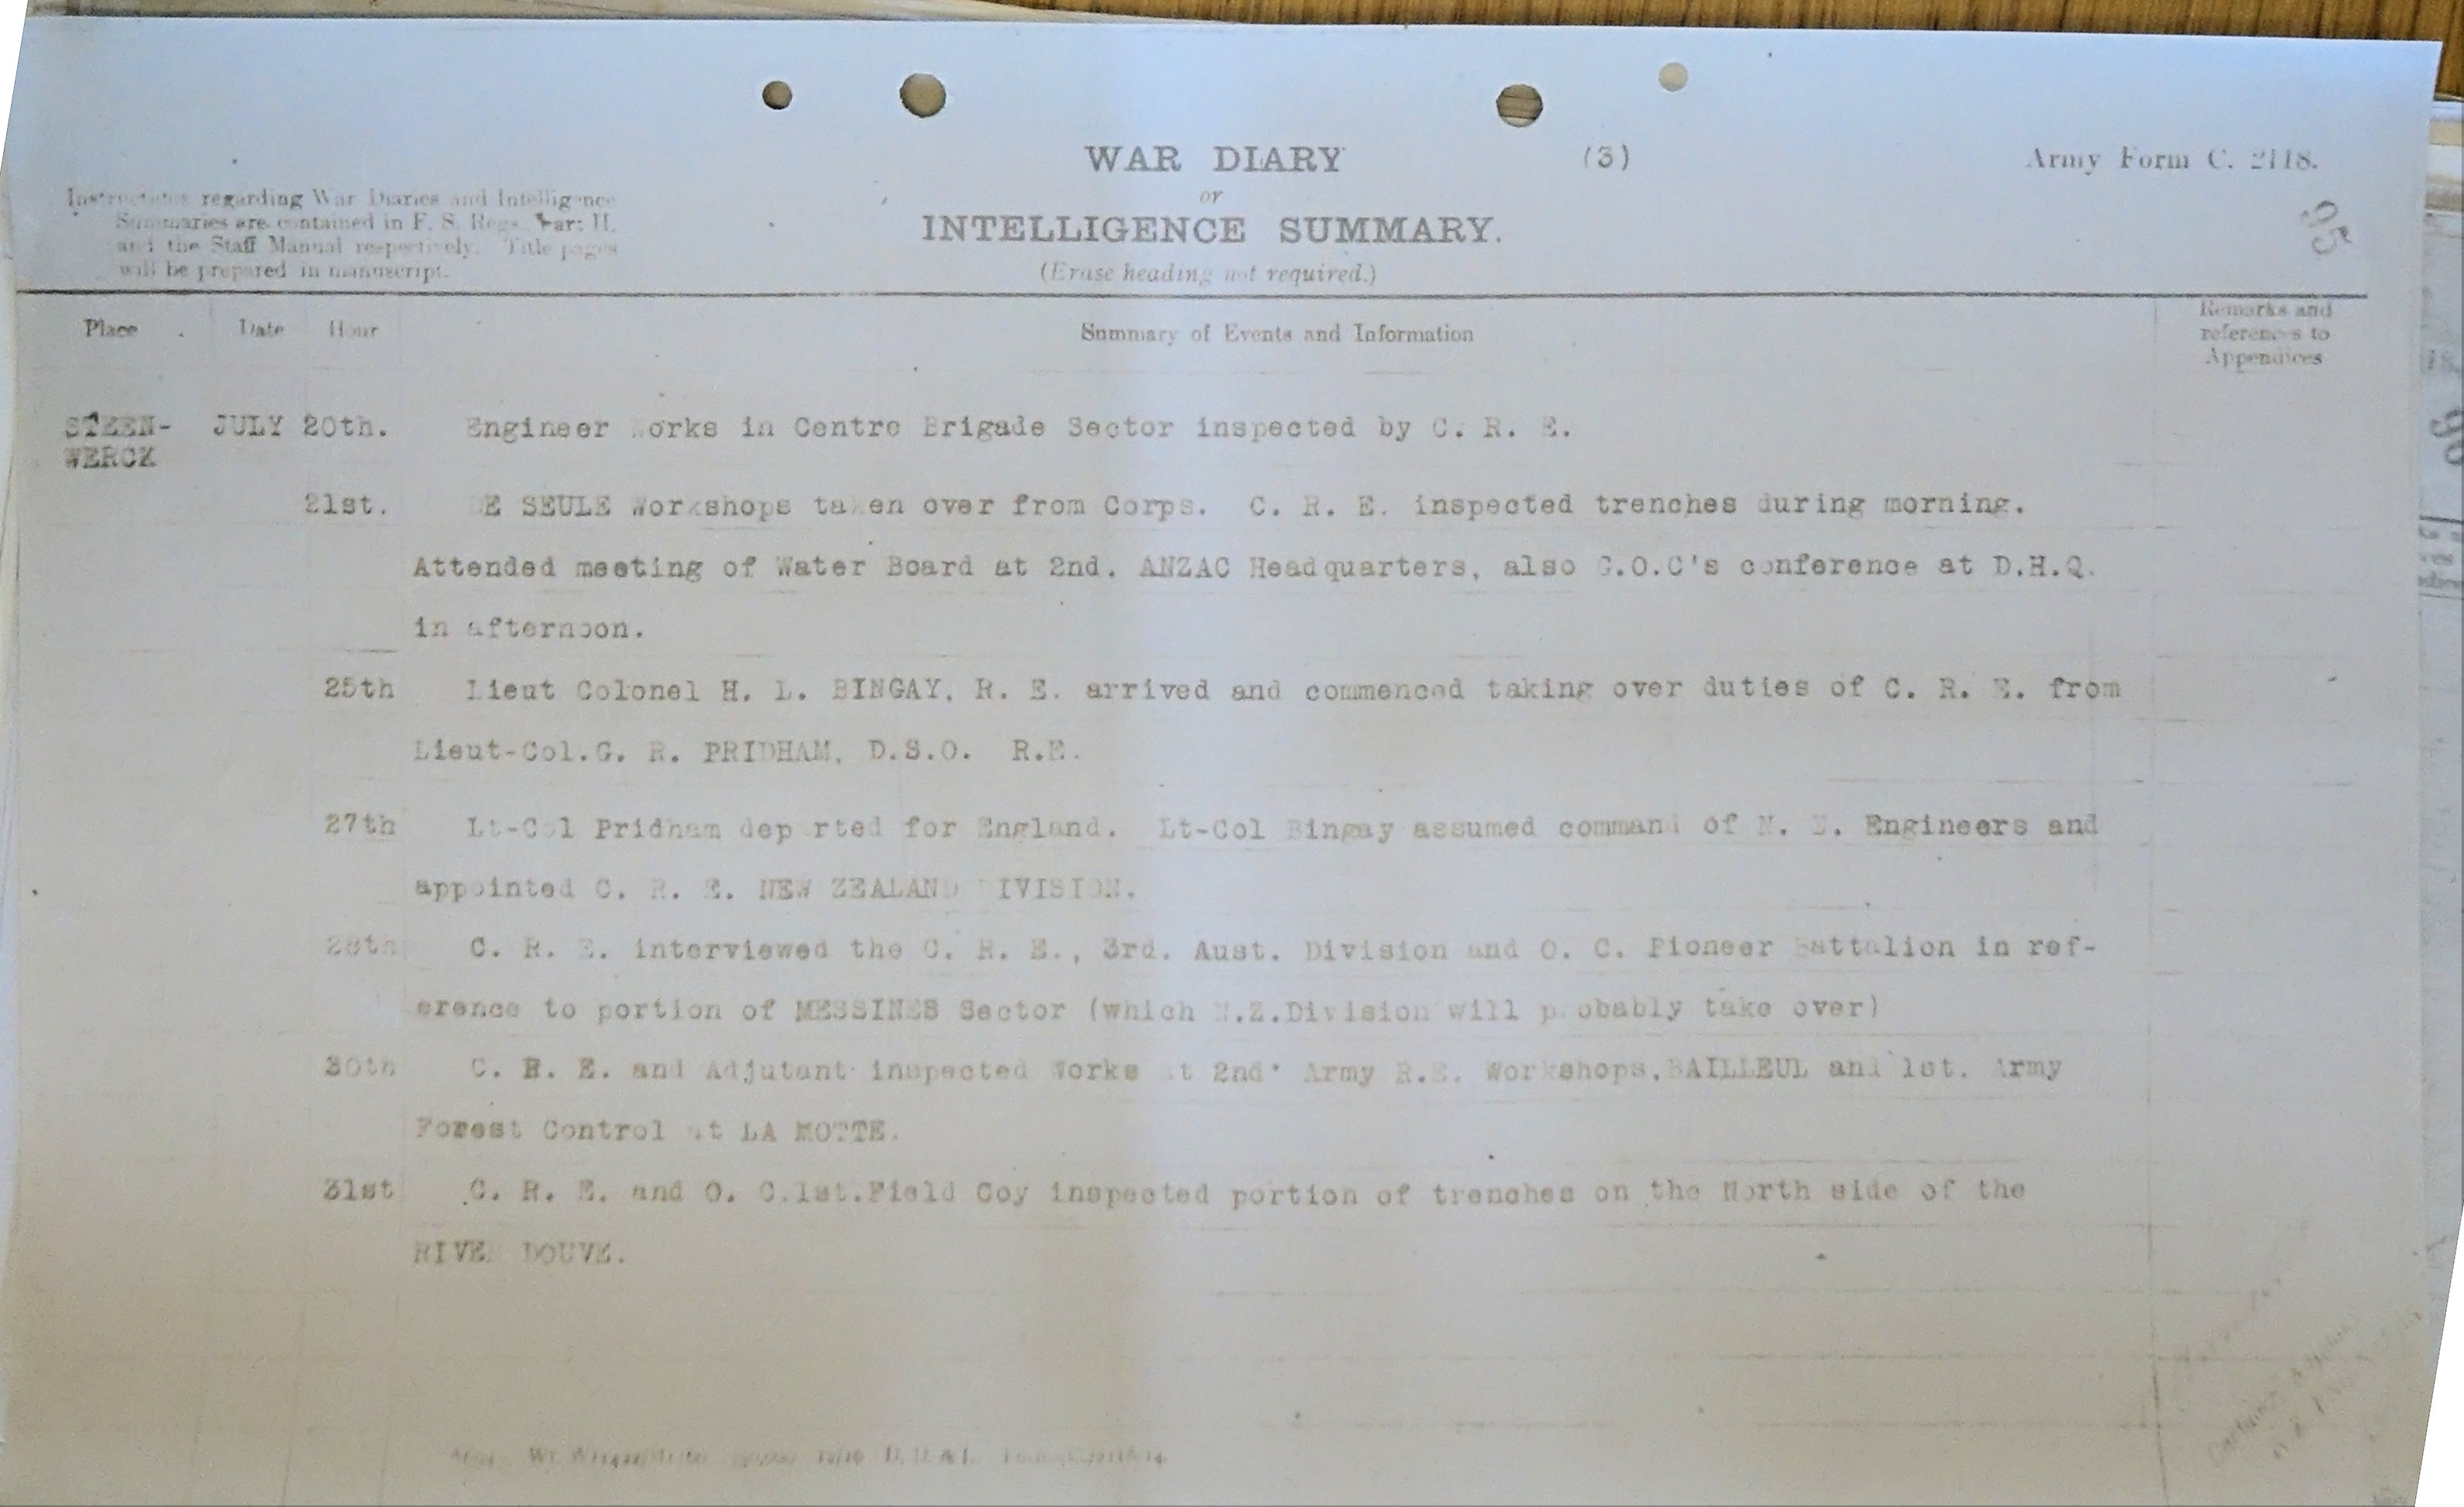 WAR DIARY
(3)
Army Form C. 2118.
or
INTELLIGENCE SUMMARY.
(Erase heading not required.)
95
Instructions regarding War Diaries and Intelligence
Summaries are contained in F. S. Regs. Part II.
and the Staff Manual respectively. Title pages
will be prepared in manuscript.
Place Date Hour Summary of Events and Information Remarks and
references to
Appendices
STEEN- JULY 20th. Engineer Works in Centre Brigade Sector inspected by C. R. E.
WERCK
21st. DE SEULE Workshops taken over from Corps. C. R. E. inspected trenches during morning.
Attended meeting of Water Board at 2nd. ANZAC Headquarters, also G.O.C's conference at D.H.Q.
in afternoon.
25th Lieut Colonel H. L. BINGAY, R. E. arrived and commenced taking over duties of C. R. E. from
Lieut-Col.G. R. PRIDHAM, D.S.O. R.E.
27th Lt-Col Pridham departed for England. Lt-Col Bingay assumed command of N. Z. Engineers and
appointed C. R. E. NEW ZEALAND DIVISION.
28th C. R. E. interviewed the C. R. E., 3rd. Aust. Division and O. C. Pioneer Battalion in ref-
erence to portion of MESSINES Sector (which N.Z.Division will probably take over)
30th C. R. E. and Adjutant inspected Works at 2nd. Army R.E. Workshops,BAILLEUL and 1st. Army
Forest Control at LA MOTTE.
31st C. R. E. and O. C.1st.Field Coy inspected portion of trenches on the North side of the
RIVER DOUVE.
D. D. & L.